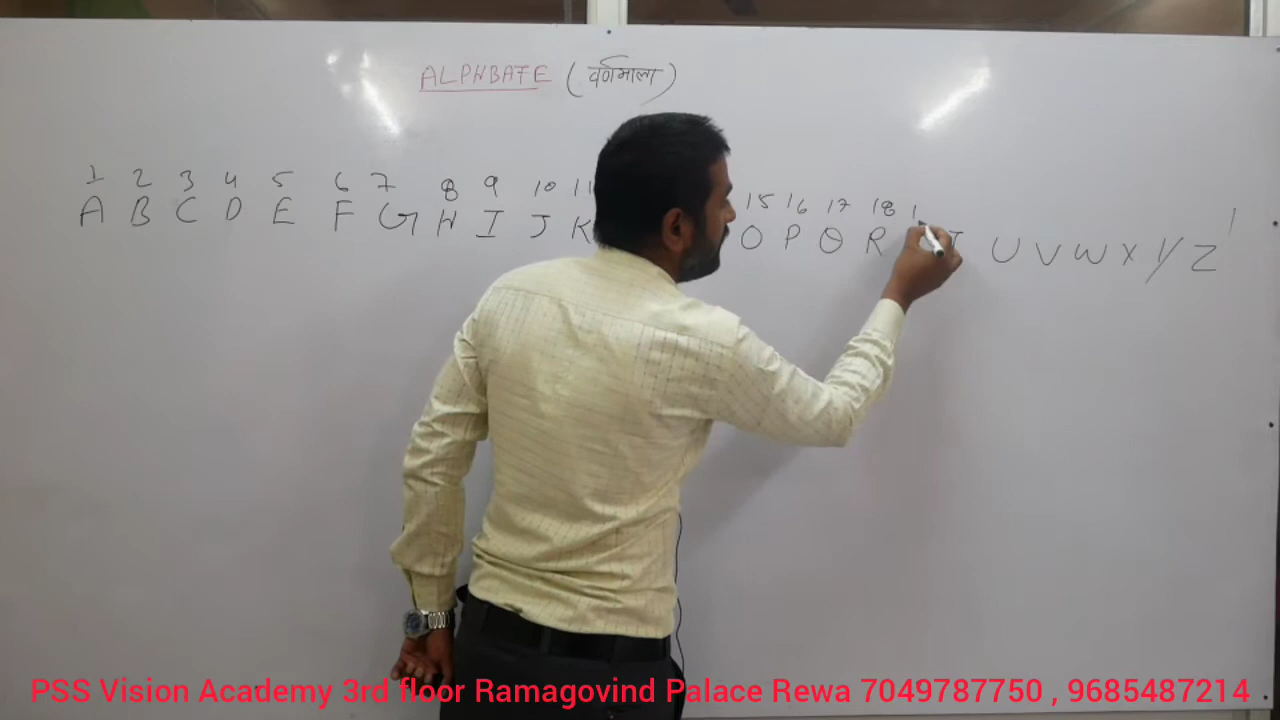 ALPHBATE (वर्णमाला)
1 2 3 4 5 6 7 8 9 10 11 15 16 17 18 1
A B C D E F G H I J K O P Q R T U V W X Y Z
PSS Vision Academy 3rd floor Ramagovind Palace Rewa 7049787750 , 9685487214